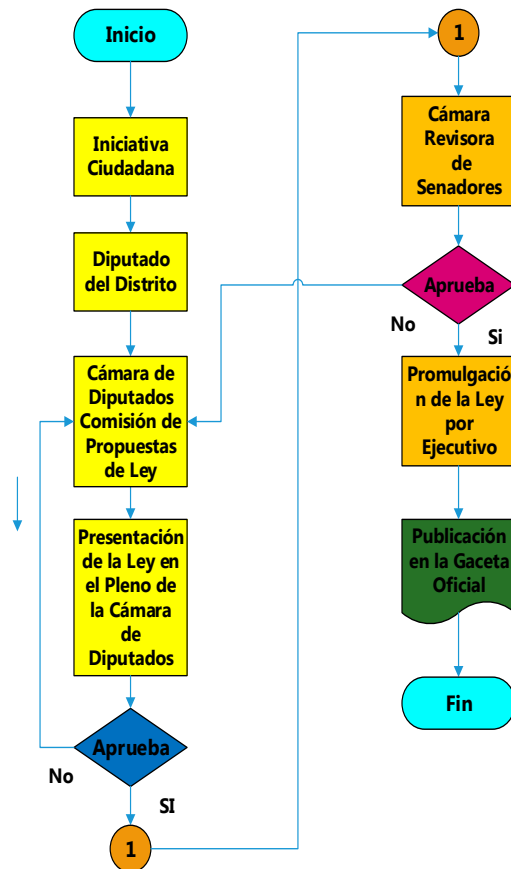 Inicio
Iniciativa
Ciudadana
Diputado
del Distrito
Cámara de
Diputados
Comisión de
Propuestas
de Ley
Presentación
de la Ley en
el Pleno de
la Cámara
de
Diputados
Aprueba
No
SI
1
1
Cámara
Revisora
de
Senadores
Aprueba
No
Si
Promulgació
n de la Ley
por
Ejecutivo
Publicación
en la Gaceta
Oficial
Fin